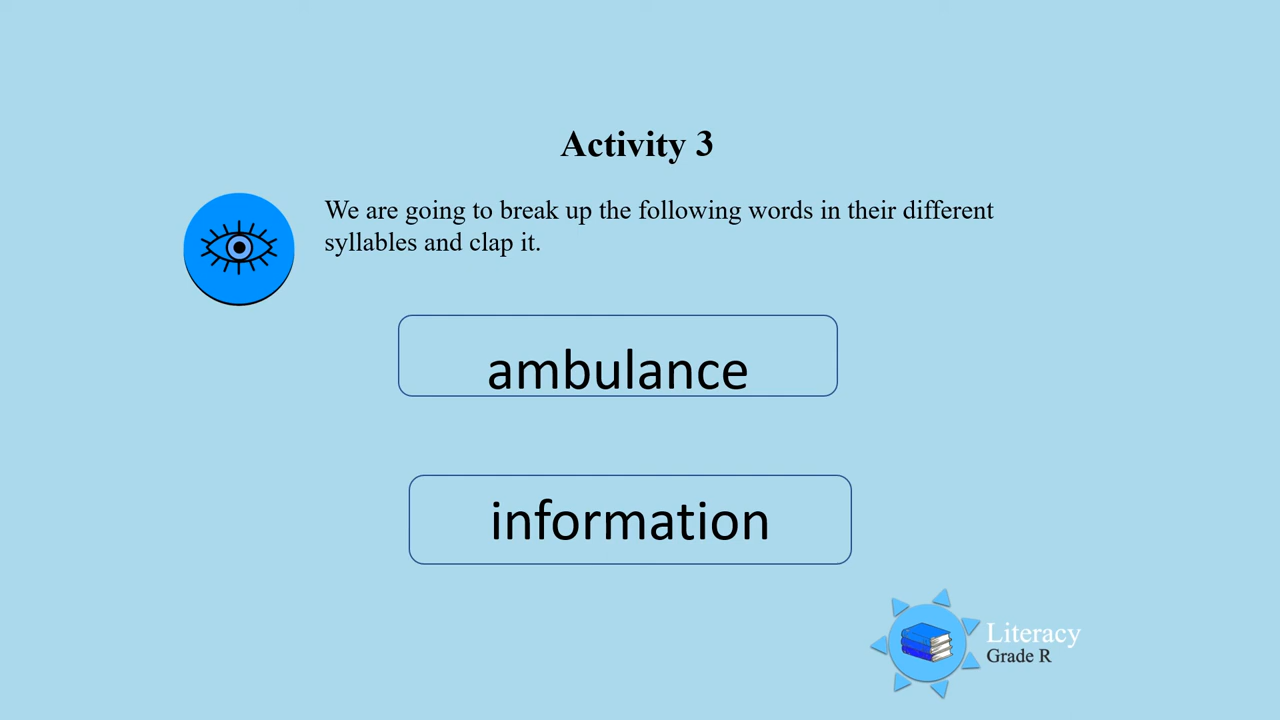 Activity 3
We are going to break up the following words in their different
syllables and clap it.
ambulance
information
Literacy
Grade R